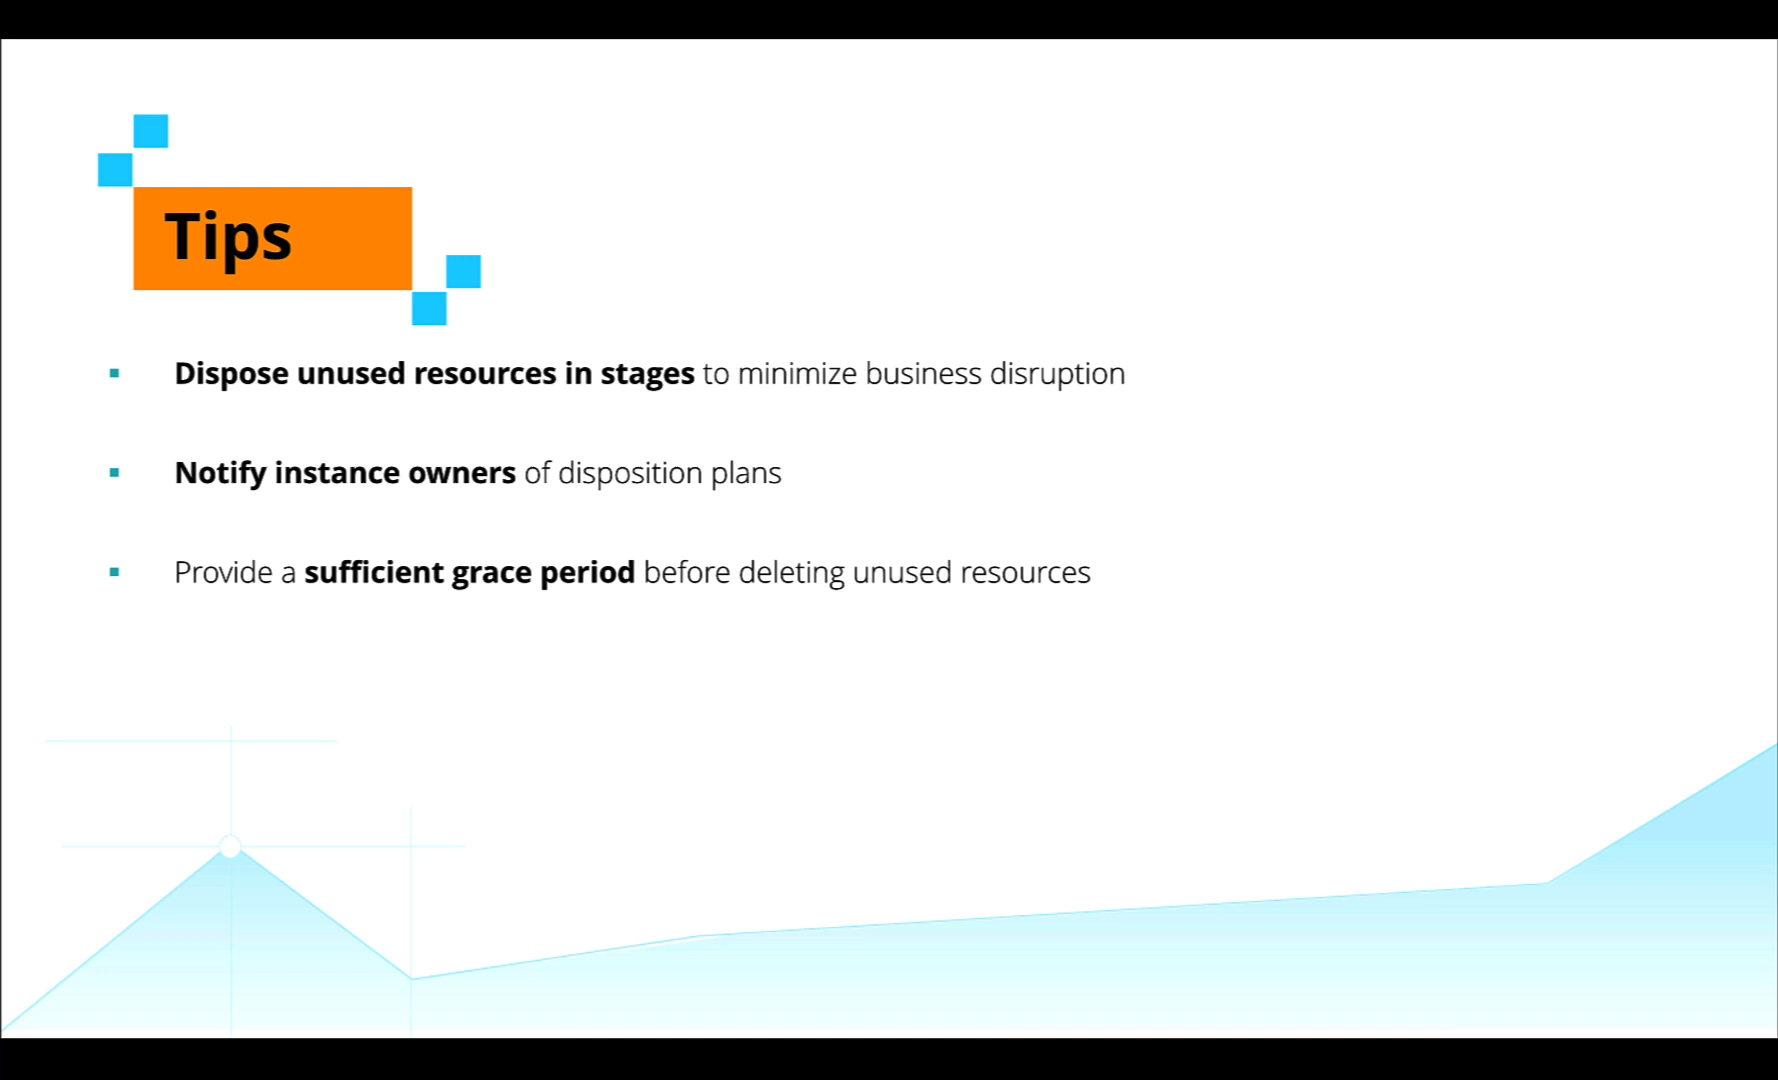 Tips
Dispose unused resources in stages to minimize business disruption
Notify instance owners of disposition plans
Provide a sufficient grace period before deleting unused resources